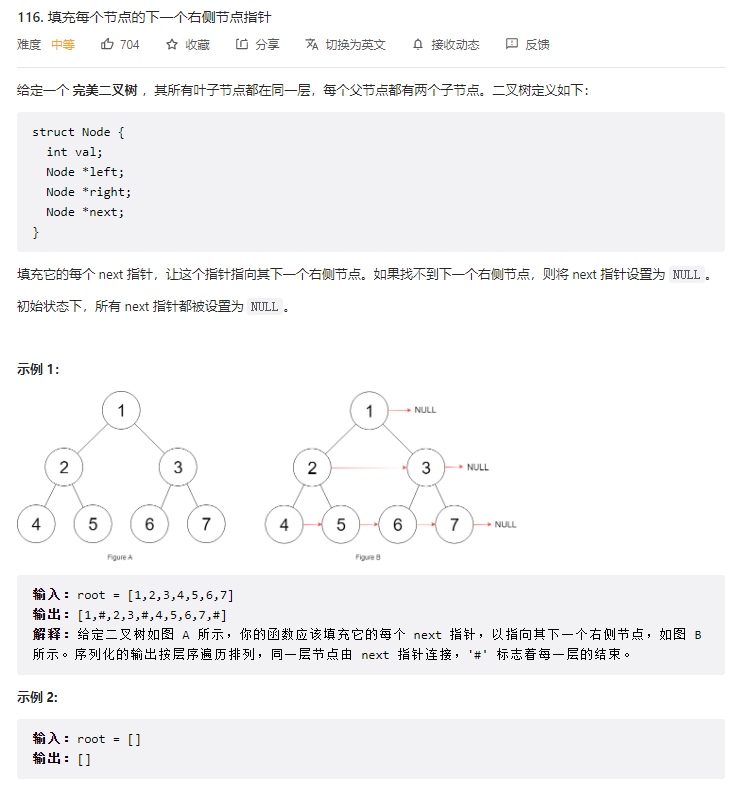 116. 填充每个节点的下一个右侧节点指针
难度 中等 704 收藏 分享 切换为英文 接收动态 反馈
给定一个 完美二叉树 ，其所有叶子节点都在同一层，每个父节点都有两个子节点。二叉树定义如下：
struct Node {
  int val;
  Node *left;
  Node *right;
  Node *next;
}
填充它的每个 next 指针，让这个指针指向其下一个右侧节点。如果找不到下一个右侧节点，则将 next 指针设置为 NULL 。
初始状态下，所有 next 指针都被设置为 NULL 。
示例 1：
1
1 NULL
2 3
2 3 NULL
4 5 6 7
4 5 6 7 NULL
Figure A
Figure B
输入：root = [1,2,3,4,5,6,7]
输出：[1,#,2,3,#,4,5,6,7,#]
解释：给定二叉树如图 A 所示，你的函数应该填充它的每个 next 指针，以指向其下一个右侧节点，如图 B
所示。序列化的输出按层序遍历排列，同一层节点由 next 指针连接，'#' 标志着每一层的结束。
示例 2:
输入：root = []
输出：[]